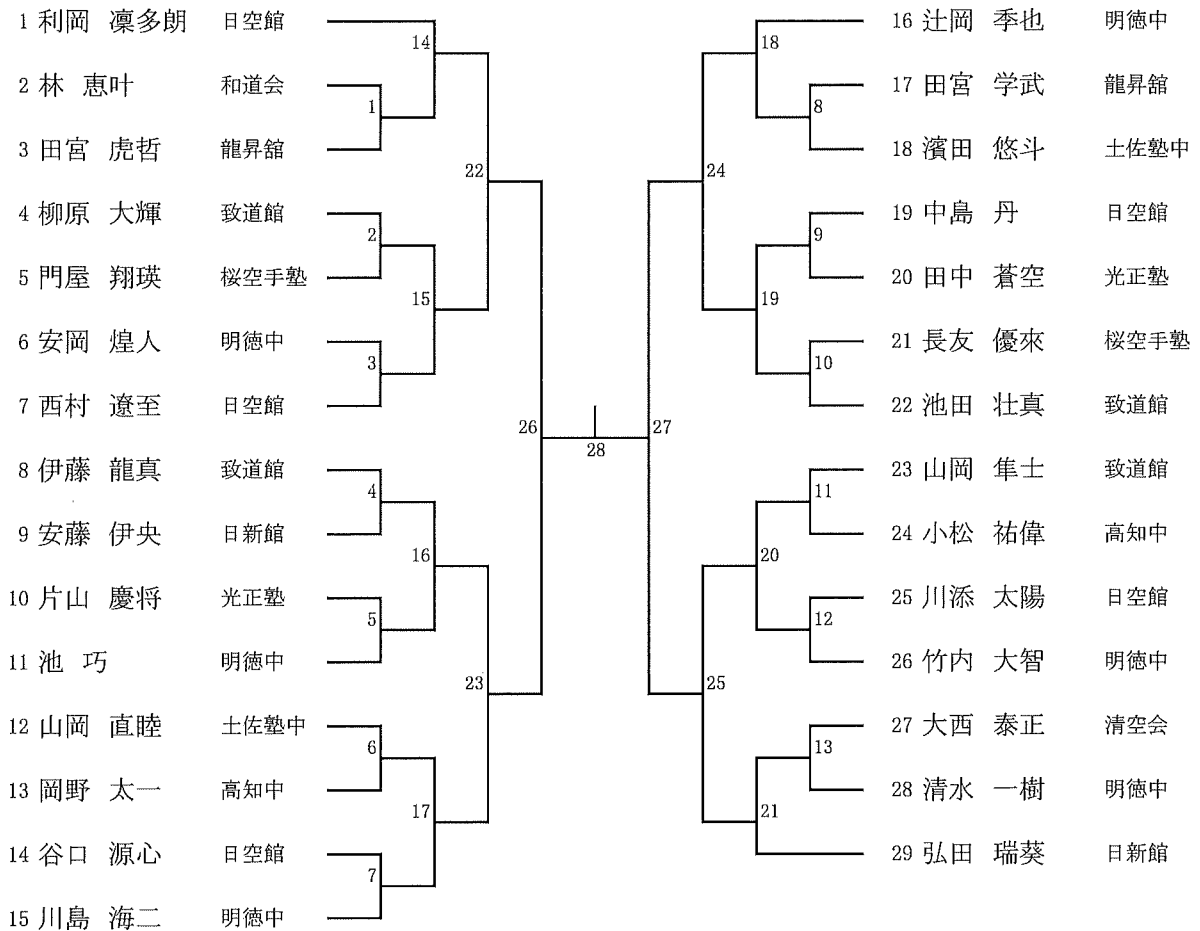 1 利岡 凜多朗 日空館
2 林 恵叶 和道会
3 田宮 虎哲 龍昇舘
4 柳原 大輝 致道館
5 門屋 翔瑛 桜空手塾
6 安岡 煌人 明徳中
7 西村 遼至 日空館
8 伊藤 龍真 致道館
9 安藤 伊央 日新館
10 片山 慶将 光正塾
11 池 巧 明徳中
12 山岡 直睦 土佐塾中
13 岡野 太一 高知中
14 谷口 源心 日空館
15 川島 海二 明徳中
14
1
22
2
15
3
26
4
16
5
23
6
17
7
28
18
8
24
9
19
10
27
11
20
12
25
13
21
16 辻岡 季也 明徳中
17 田宮 学武 龍昇舘
18 濱田 悠斗 土佐塾中
19 中島 丹 日空館
20 田中 蒼空 光正塾
21 長友 優來 桜空手塾
22 池田 壮真 致道館
23 山岡 隼士 致道館
24 小松 祐偉 高知中
25 川添 太陽 日空館
26 竹内 大智 明徳中
27 大西 泰正 清空会
28 清水 一樹 明徳中
29 弘田 瑞葵 日新館